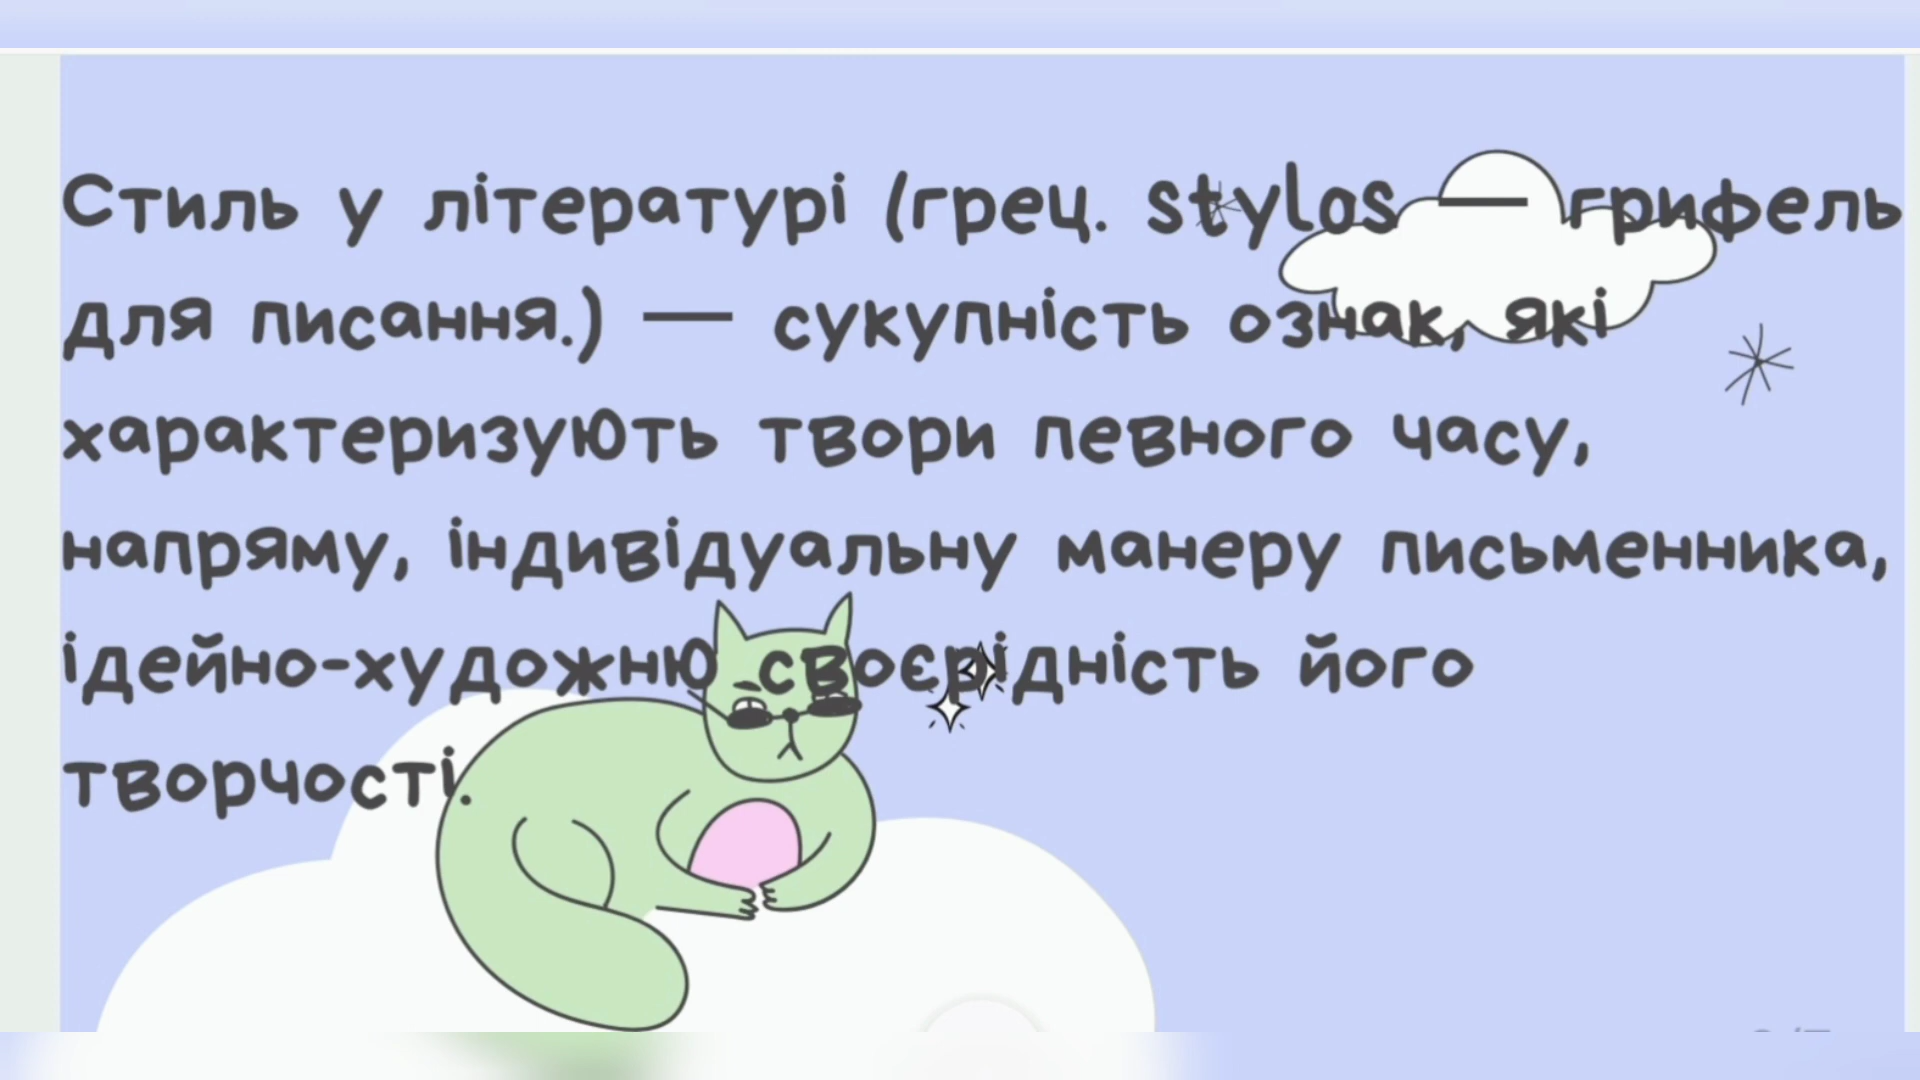 Стиль у літературі (грец. stylos — грифель
для писання.) — сукупність ознак, які
характеризують твори певного часу,
напряму, індивідуальну манеру письменника,
ідейно-художню своєрідність його
творчості.